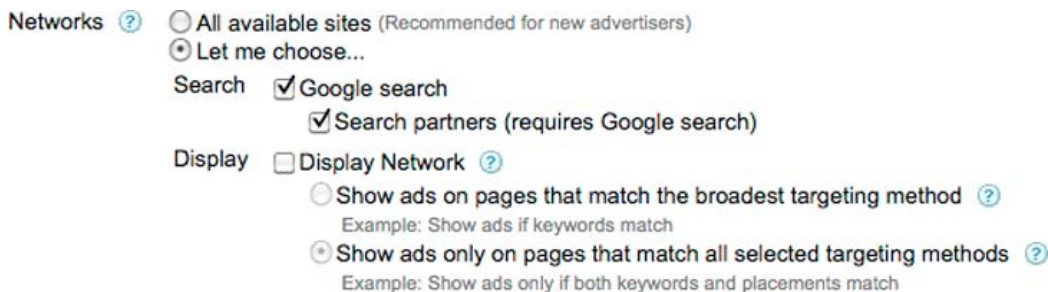 Networks ? All available sites (Recommended for new advertisers)
Let me choose...
Search Google search
Search partners (requires Google search)
Display Display Network ?
Show ads on pages that match the broadest targeting method ?
Example: Show ads if keywords match
Show ads only on pages that match all selected targeting methods ?
Example: Show ads only if both keywords and placements match